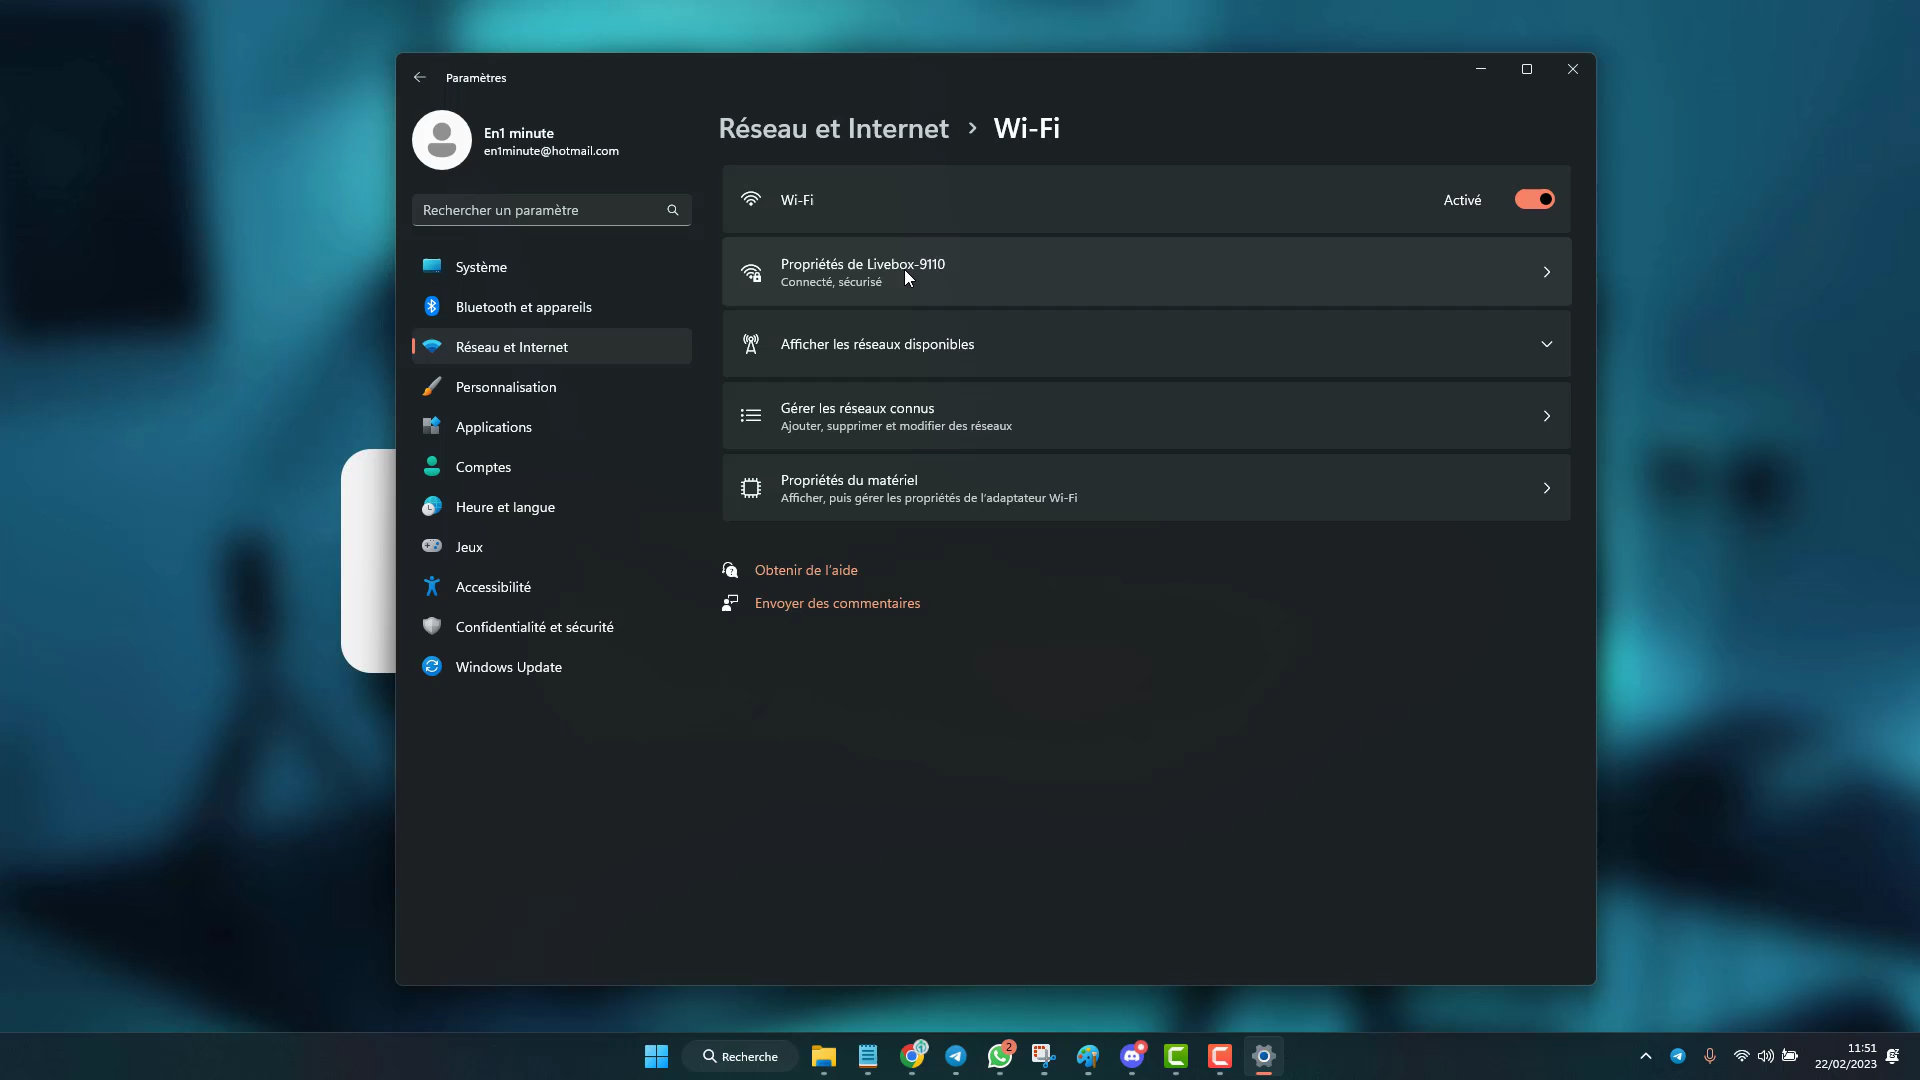 Paramètres
En1 minute
en1minute@hotmail.com
Rechercher un paramètre
Système
Bluetooth et appareils
Réseau et Internet
Personnalisation
Applications
Comptes
Heure et langue
Jeux
Accessibilité
Confidentialité et sécurité
Windows Update
Réseau et Internet > Wi-Fi
Wi-Fi
Activé
Propriétés de Livebox-9110
Connecté, sécurisé
Afficher les réseaux disponibles
Gérer les réseaux connus
Ajouter, supprimer et modifier des réseaux
Propriétés du matériel
Afficher, puis gérer les propriétés de l'adaptateur Wi-Fi
Obtenir de l'aide
Envoyer des commentaires
Recherche
2
11:51
22/02/2023